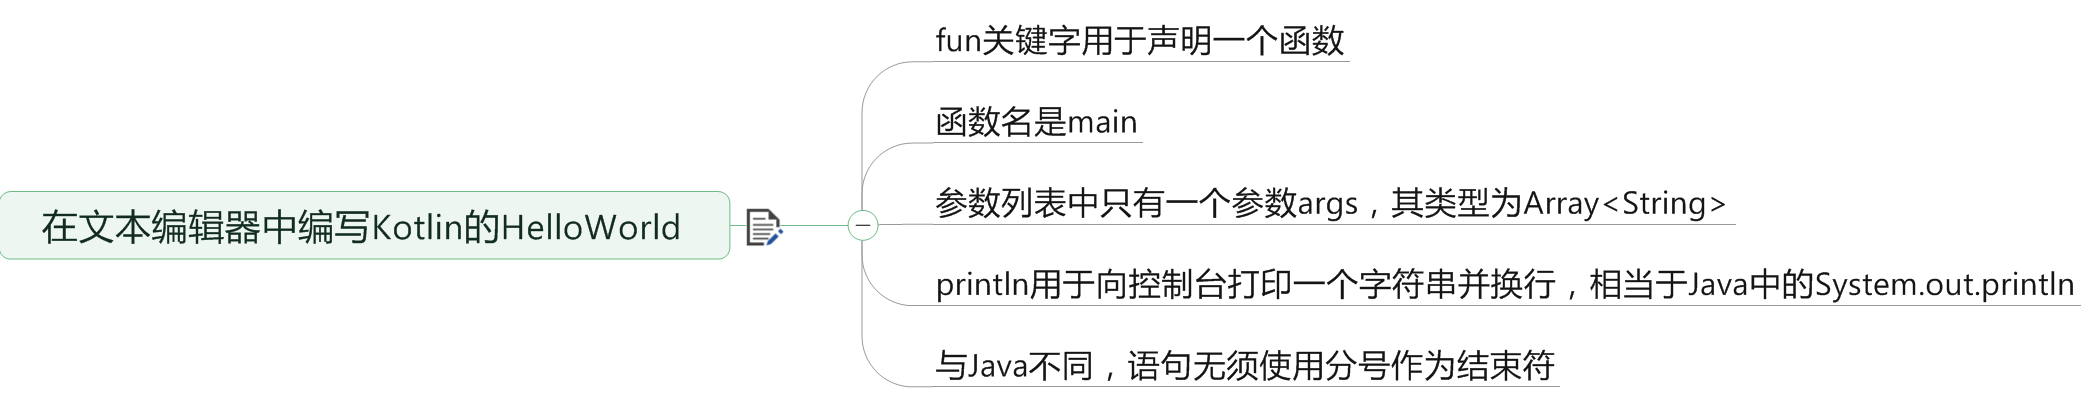 fun关键字用于声明一个函数
函数名是main
参数列表中只有一个参数args，其类型为Array<String>
在文本编辑器中编写Kotlin的HelloWorld
println用于向控制台打印一个字符串并换行，相当于Java中的System.out.println
与Java不同，语句无须使用分号作为结束符